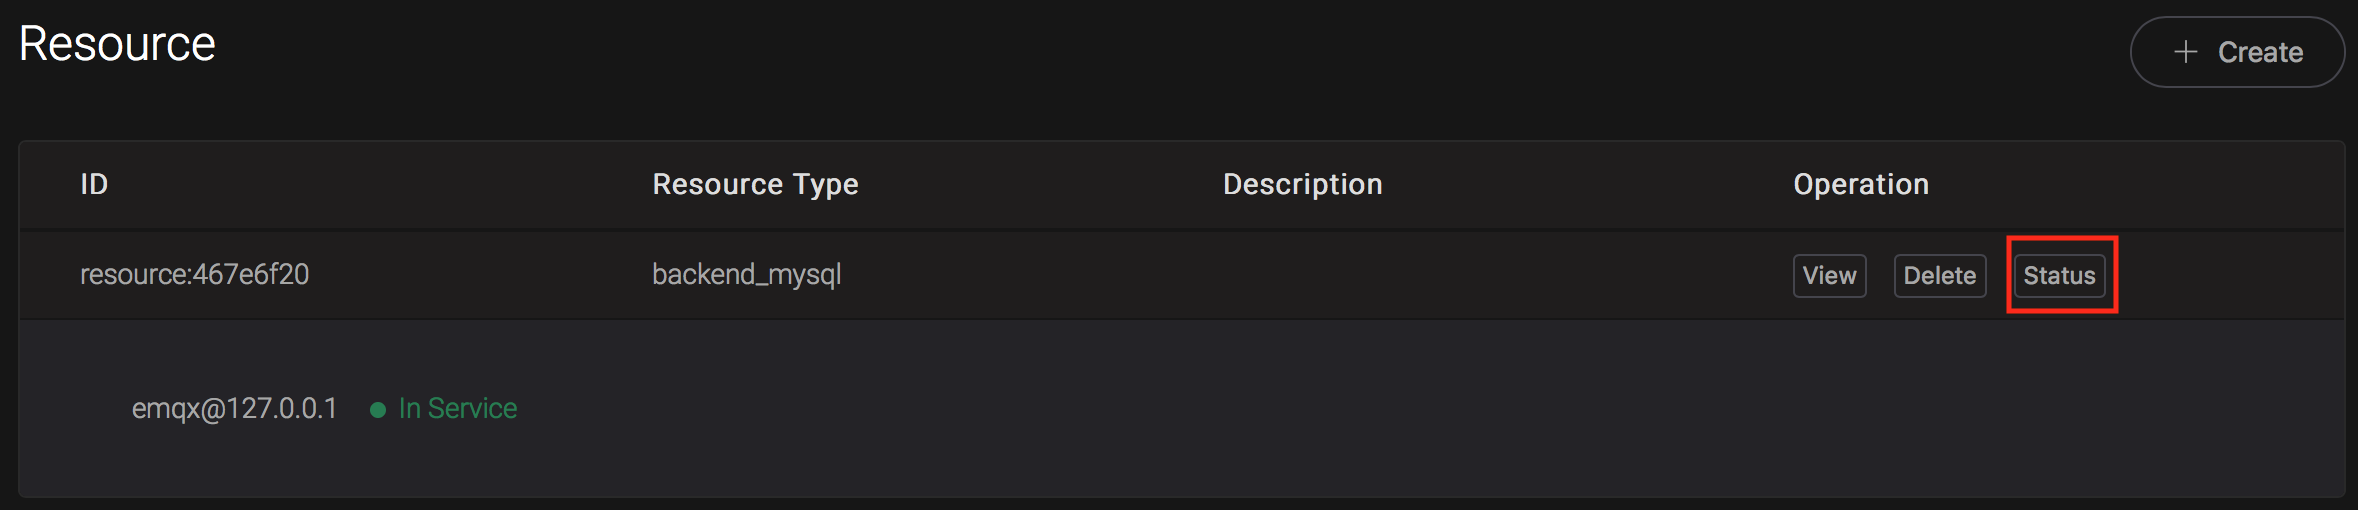 Resource
+ Create
ID Resource Type Description Operation
resource:467e6f20 backend_mysql View Delete Status
emqx@127.0.0.1 In Service